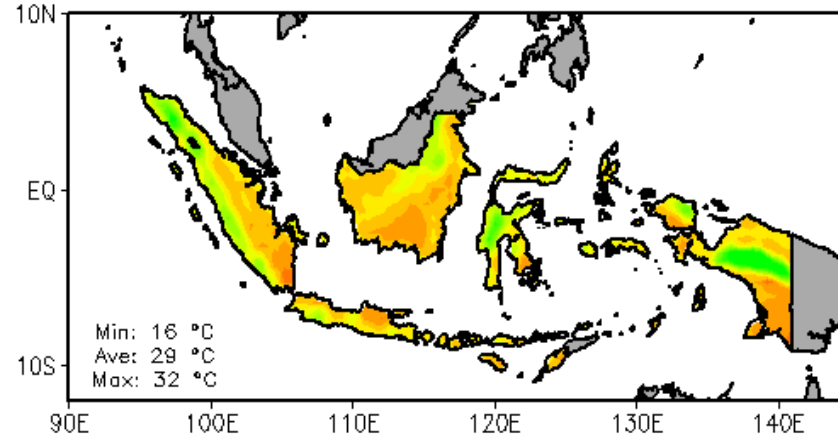 10N
EQ
10S
Min: 16 °C
Ave: 29 °C
Max: 32 °C
90E 100E 110E 120E 130E 140E